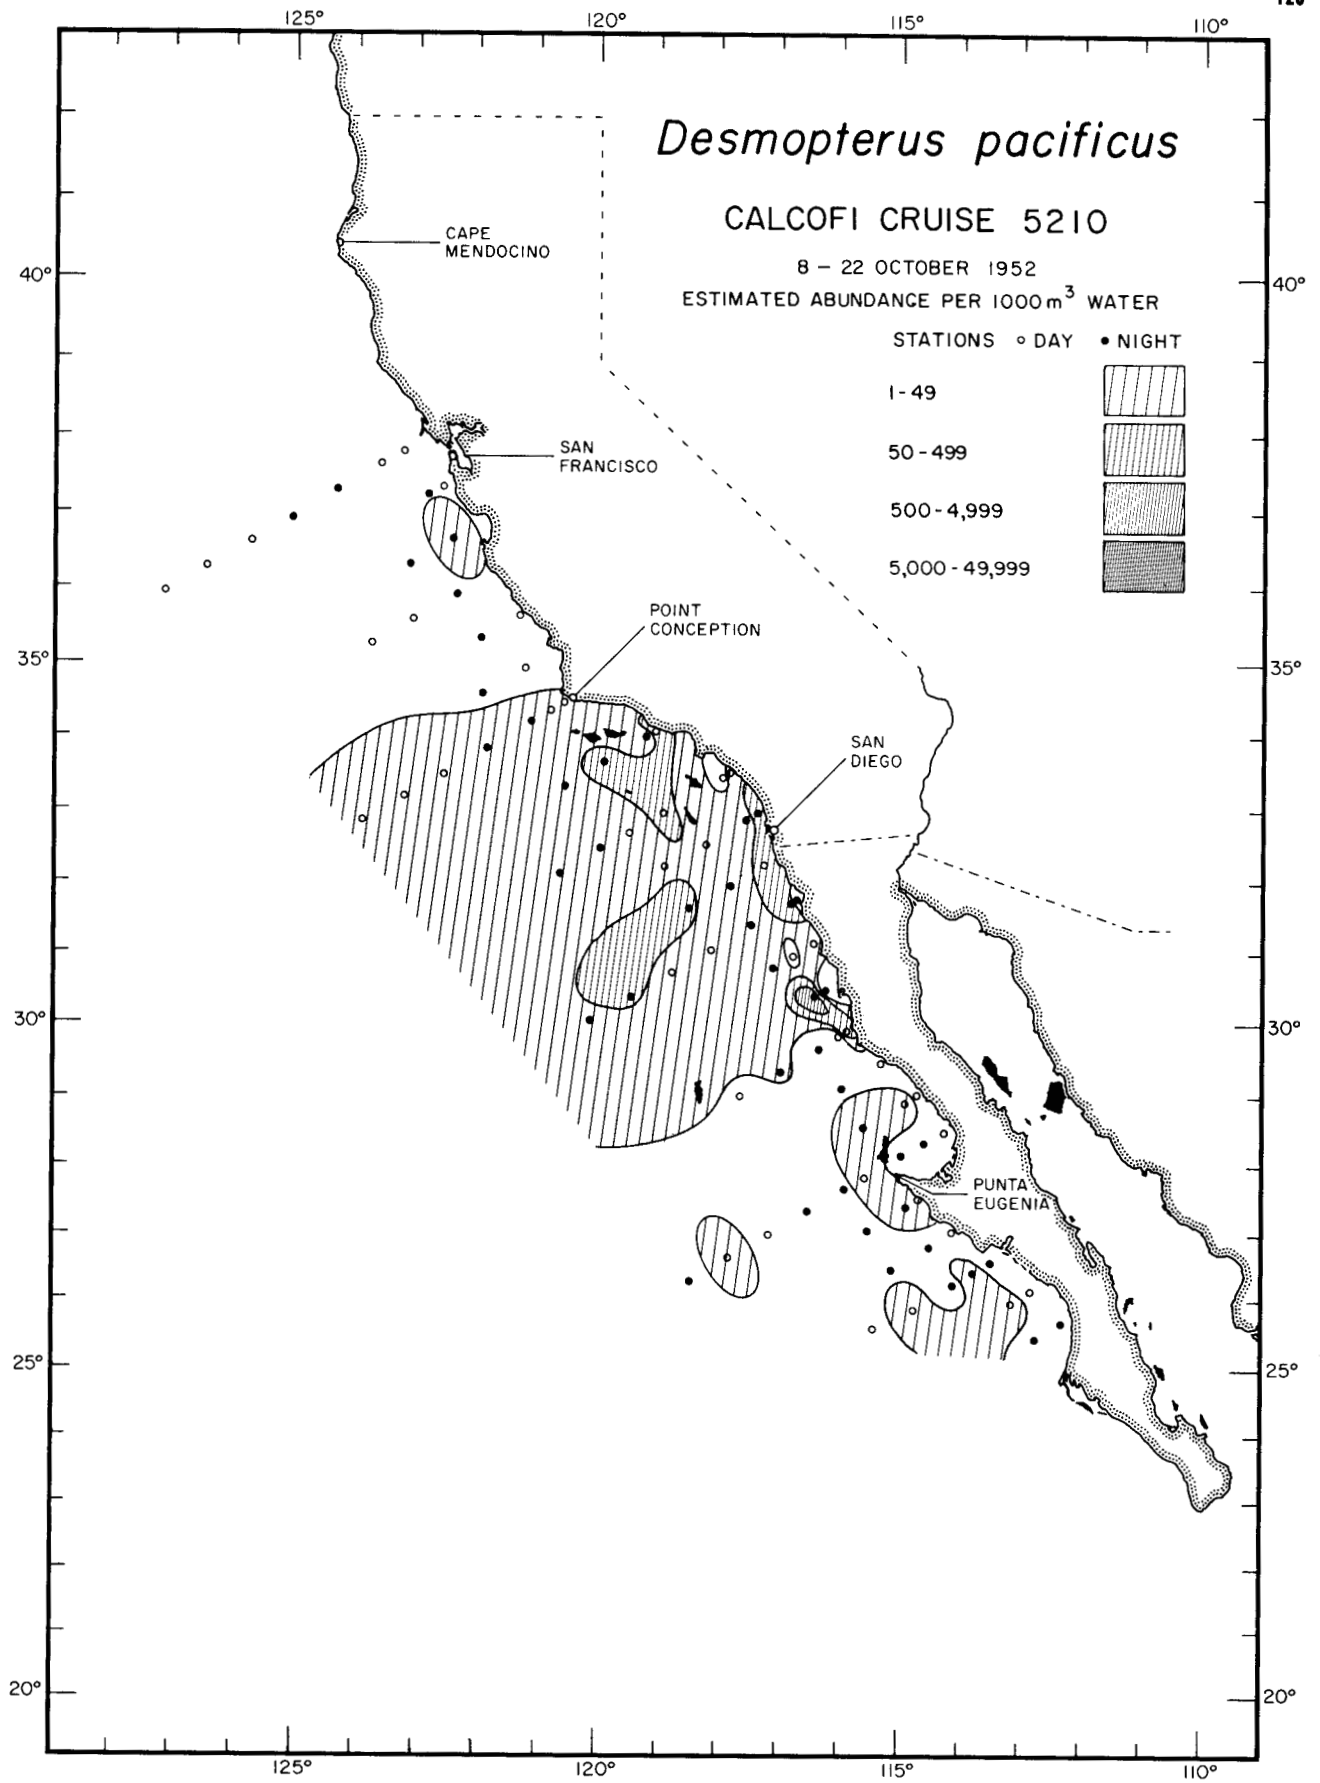 125°
120°
115°
110°
Desmopterus pacificus
CALCOFI CRUISE 5210
8 – 22 OCTOBER 1952
ESTIMATED ABUNDANCE PER 1000 m³ WATER
STATIONS ○ DAY ● NIGHT
1 - 49
50 - 499
500 - 4,999
5,000 - 49,999
CAPE
MENDOCINO
40°
40°
SAN
FRANCISCO
POINT
CONCEPTION
35°
35°
SAN
DIEGO
30°
30°
PUNTA
EUGENIA
25°
25°
20°
20°
125°
120°
115°
110°